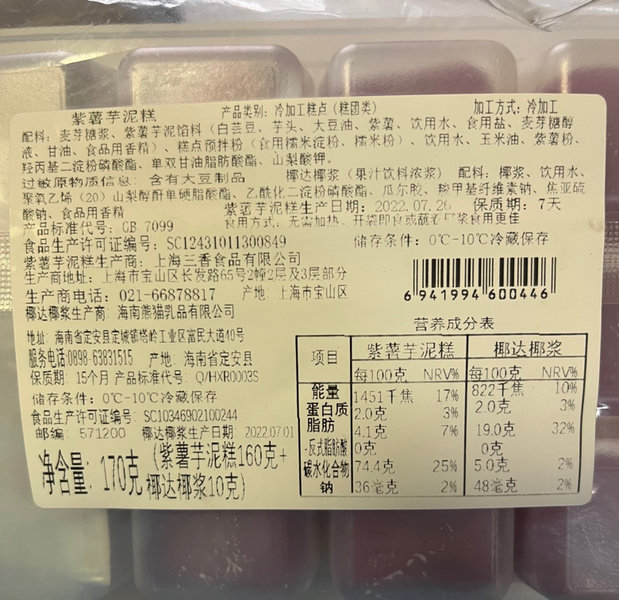 紫薯芋泥糕 产品类别：冷加工糕点（糕团类） 加工方式：冷加工
配料：麦芽糖浆、紫薯芋泥馅料（白芸豆、芋头、大豆油、紫薯、饮用水、食用盐、麦芽糖醇
液、甘油、食品用香精）、糕点预拌粉（食用糯米淀粉、糯米粉）、饮用水、玉米油、紫薯粉、
羟丙基二淀粉磷酸酯、单双甘油脂肪酸酯、山梨酸钾。
过敏原物质信息：含有大豆制品 椰达椰浆（果汁饮料浓浆） 配料：椰浆、饮用水、
聚氧乙烯（20）山梨醇酐单硬脂酸酯、乙酰化二淀粉磷酸酯、瓜尔胶、羧甲基纤维素钠、焦亚硫
酸钠、食品用香精 紫薯芋泥糕生产日期：2022.07.26 保质期：7天
产品标准代号：GB 7099 食用方式：无需加热、开袋即食或蘸椰浆食用更佳
食品生产许可证编号：SC12431011300849 储存条件：0℃-10℃冷藏保存
紫薯芋泥糕生产商：上海三香食品有限公司
生产商地址：上海市宝山区长发路65号2幢2层及3层部分
生产商电话：021-66878817 产地：上海市宝山区
6941994600446
椰达椰浆生产商：海南熊猫乳品有限公司
地址：海南省定安县定城镇塔岭工业区富民大道40号
服务电话:0898-63831515 产地：海南省定安县
保质期：15个月 产品标准代号：Q/HXR0003S
储存条件：0℃-10℃冷藏保存
食品生产许可证编号 SC10346902100244
邮编：571200 椰达椰浆生产日期 2022.07.01
净含量：170克（紫薯芋泥糕160克+
椰达椰浆10克）
营养成分表
项目 紫薯芋泥糕 椰达椰浆
每100克 NRV% 每100克 NRV%
能量 1451千焦 17% 822千焦 10%
蛋白质 2.0克 3% 2.0克 3%
脂肪 4.1克 7% 19.0克 32%
-反式脂肪酸 0克 0克
碳水化合物 74.4克 25% 5.0克 2%
钠 36毫克 2% 48毫克 2%